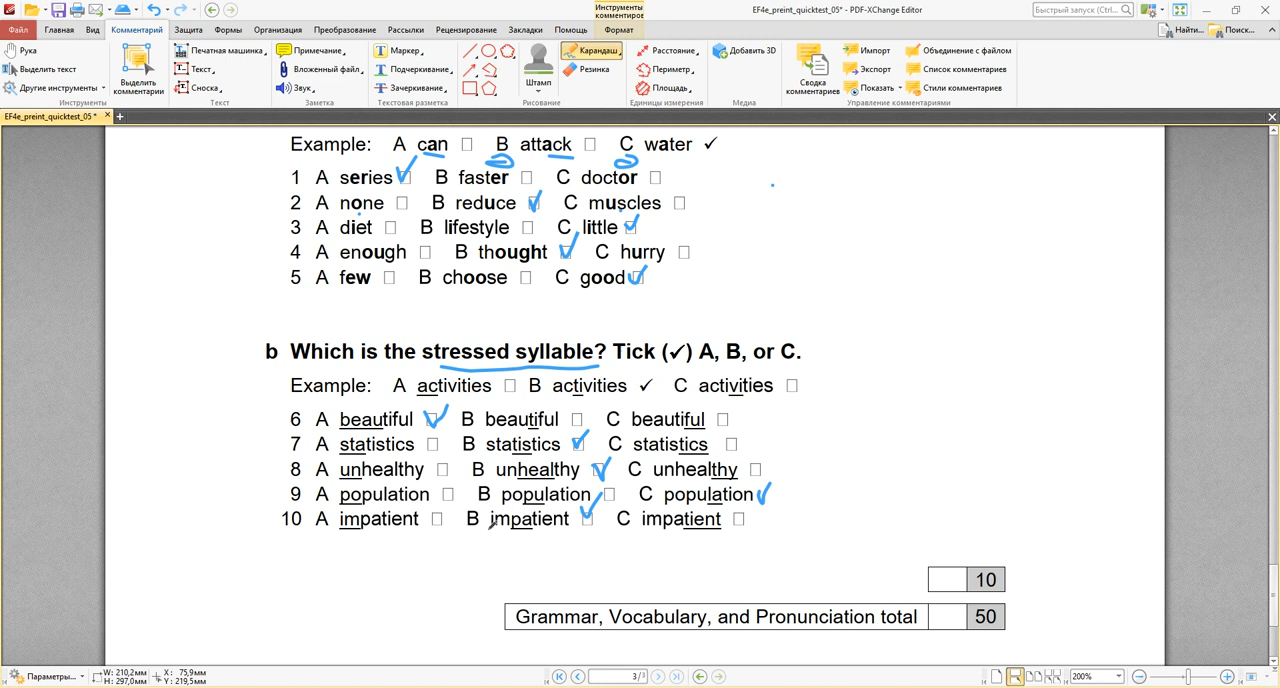 Инструменты комментиров
EF4e_preint_quicktest_05* - PDF-XChange Editor
Быстрый запуск (Ctrl...
Файл Главная Вид Комментарий Защита Формы Организация Преобразование Рассылки Рецензирование Закладки Помощь Формат Найти... Поиск...
Рука
Выделить текст
Другие инструменты
Инструменты
Выделить комментарии
Печатная машинка
Текст
Сноска
Текст
Примечание
Вложенный файл
Звук
Заметка
Маркер
Подчеркивание
Зачеркивание
Текстовая разметка
Штамп
Карандаш
Резинка
Рисование
Расстояние
Периметр
Площадь
Единицы измерения
Добавить 3D
Медиа
Сводка комментариев
Импорт
Экспорт
Показать
Объединение с файлом
Список комментариев
Стили комментариев
Управление комментариями
EF4e_preint_quicktest_05 *
Example: A can □ B attack □ C water ✓
1 A series □ B faster □ C doctor □
2 A none □ B reduce □ C muscles □
3 A diet □ B lifestyle □ C little □
4 A enough □ B thought □ C hurry □
5 A few □ B choose □ C good □
b Which is the stressed syllable? Tick (✓) A, B, or C.
Example: A activities □ B activities ✓ C activities □
6 A beautiful □ B beautiful □ C beautiful □
7 A statistics □ B statistics □ C statistics □
8 A unhealthy □ B unhealthy □ C unhealthy □
9 A population □ B population □ C population ✓
10 A impatient □ B impatient □ C impatient □
10
Grammar, Vocabulary, and Pronunciation total 50
Параметры...
W: 210,2мм
H: 297,0мм
X: 75,9мм
Y: 219,5мм
3/3
200%